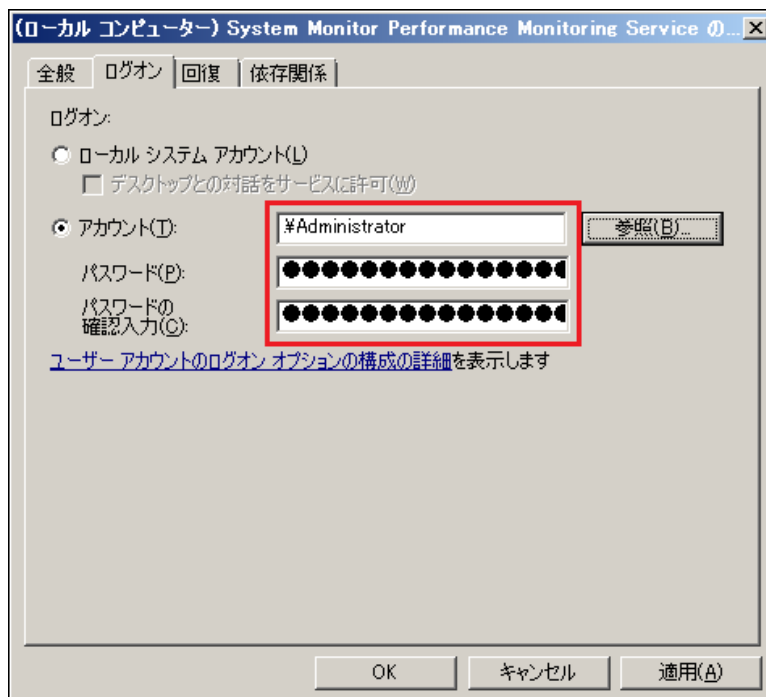 (ローカル コンピューター) System Monitor Performance Monitoring Service の...
全般 ログオン 回復 依存関係
ログオン:
ローカル システム アカウント(L)
デスクトップとの対話をサービスに許可(W)
アカウント(T): ¥Administrator 参照(B)...
パスワード(P): ●●●●●●●●●●●●●●●
パスワードの
確認入力(C): ●●●●●●●●●●●●●●●
ユーザー アカウントのログオン オプションの構成の詳細を表示します
OK キャンセル 適用(A)